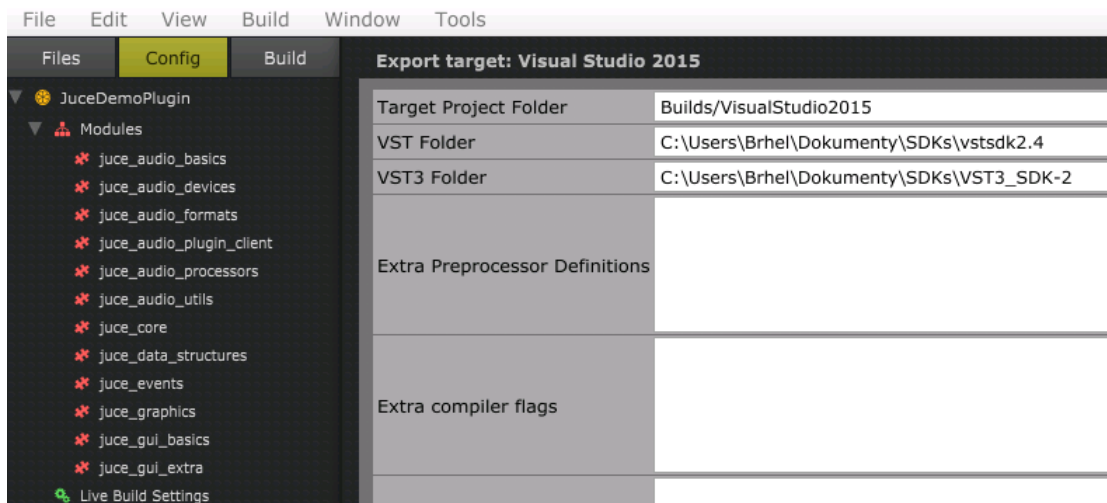 File Edit View Build Window Tools
Files Config Build
JuceDemoPlugin
Modules
juce_audio_basics
juce_audio_devices
juce_audio_formats
juce_audio_plugin_client
juce_audio_processors
juce_audio_utils
juce_core
juce_data_structures
juce_events
juce_graphics
juce_gui_basics
juce_gui_extra
Live Build Settings
Export target: Visual Studio 2015
Target Project Folder Builds/VisualStudio2015
VST Folder C:\Users\Brhel\Dokumenty\SDKs\vstsdk2.4
VST3 Folder C:\Users\Brhel\Dokumenty\SDKs\VST3_SDK-2
Extra Preprocessor Definitions
Extra compiler flags